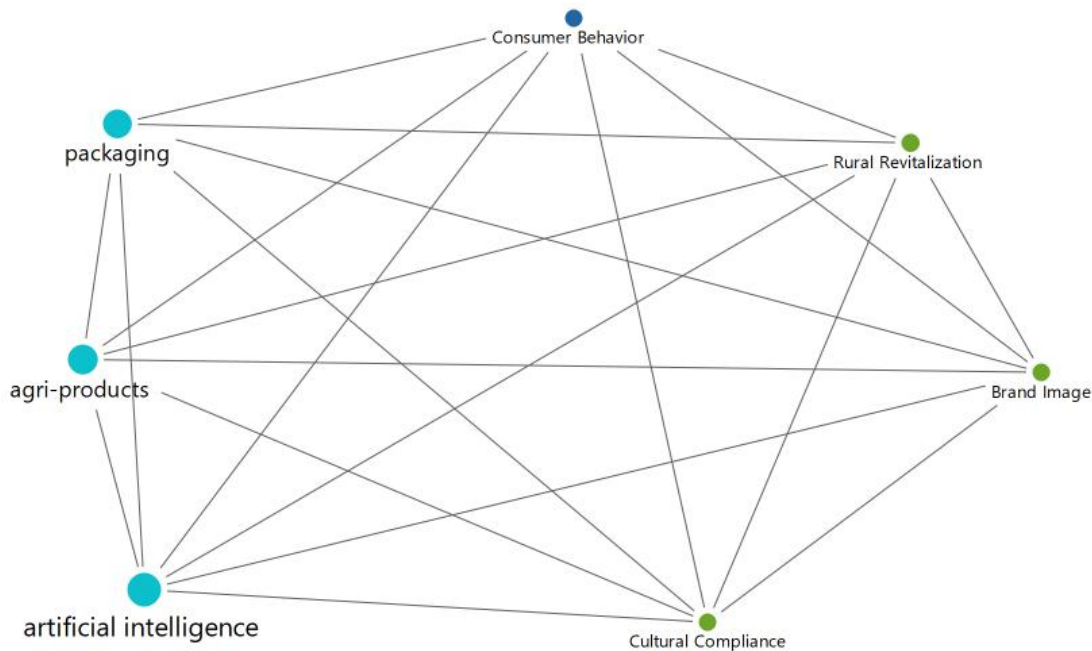 Consumer Behavior
packaging
Rural Revitalization
agri-products
Brand Image
artificial intelligence
Cultural Compliance